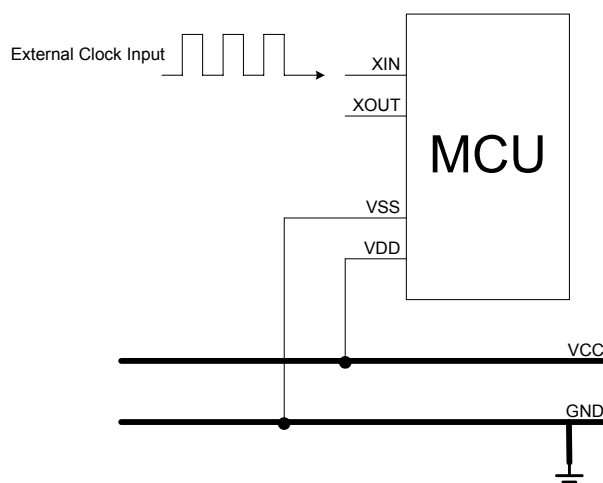 External Clock Input
XIN
XOUT
MCU
VSS
VDD
VCC
GND